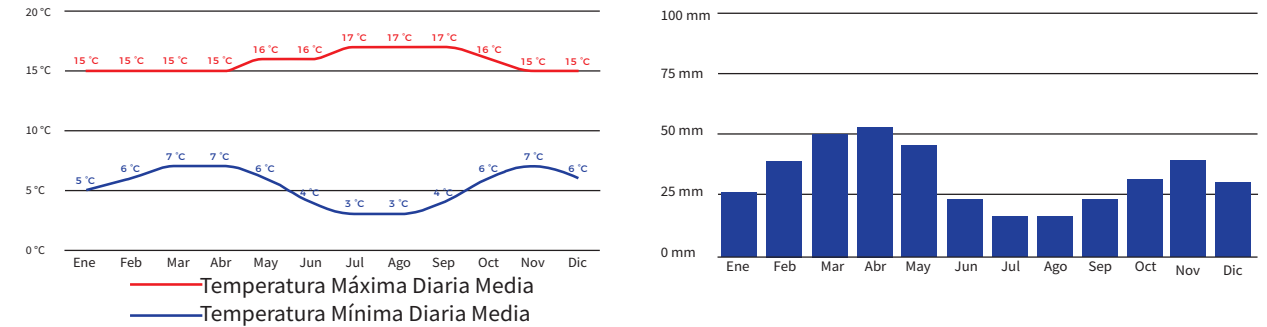 20 °C
17 °C 17 °C 17 °C
16 °C 16 °C 16 °C
15 °C 15 °C 15 °C 15 °C 15 °C 15 °C
15 °C
10 °C
7 °C 7 °C 7 °C
6 °C 6 °C 6 °C 6 °C
5 °C
5 °C
4 °C 4 °C
3 °C 3 °C
0 °C
Ene Feb Mar Abr May Jun Jul Ago Sep Oct Nov Dic
Temperatura Máxima Diaria Media
Temperatura Mínima Diaria Media
100 mm
75 mm
50 mm
25 mm
0 mm
Ene Feb Mar Abr May Jun Jul Ago Sep Oct Nov Dic